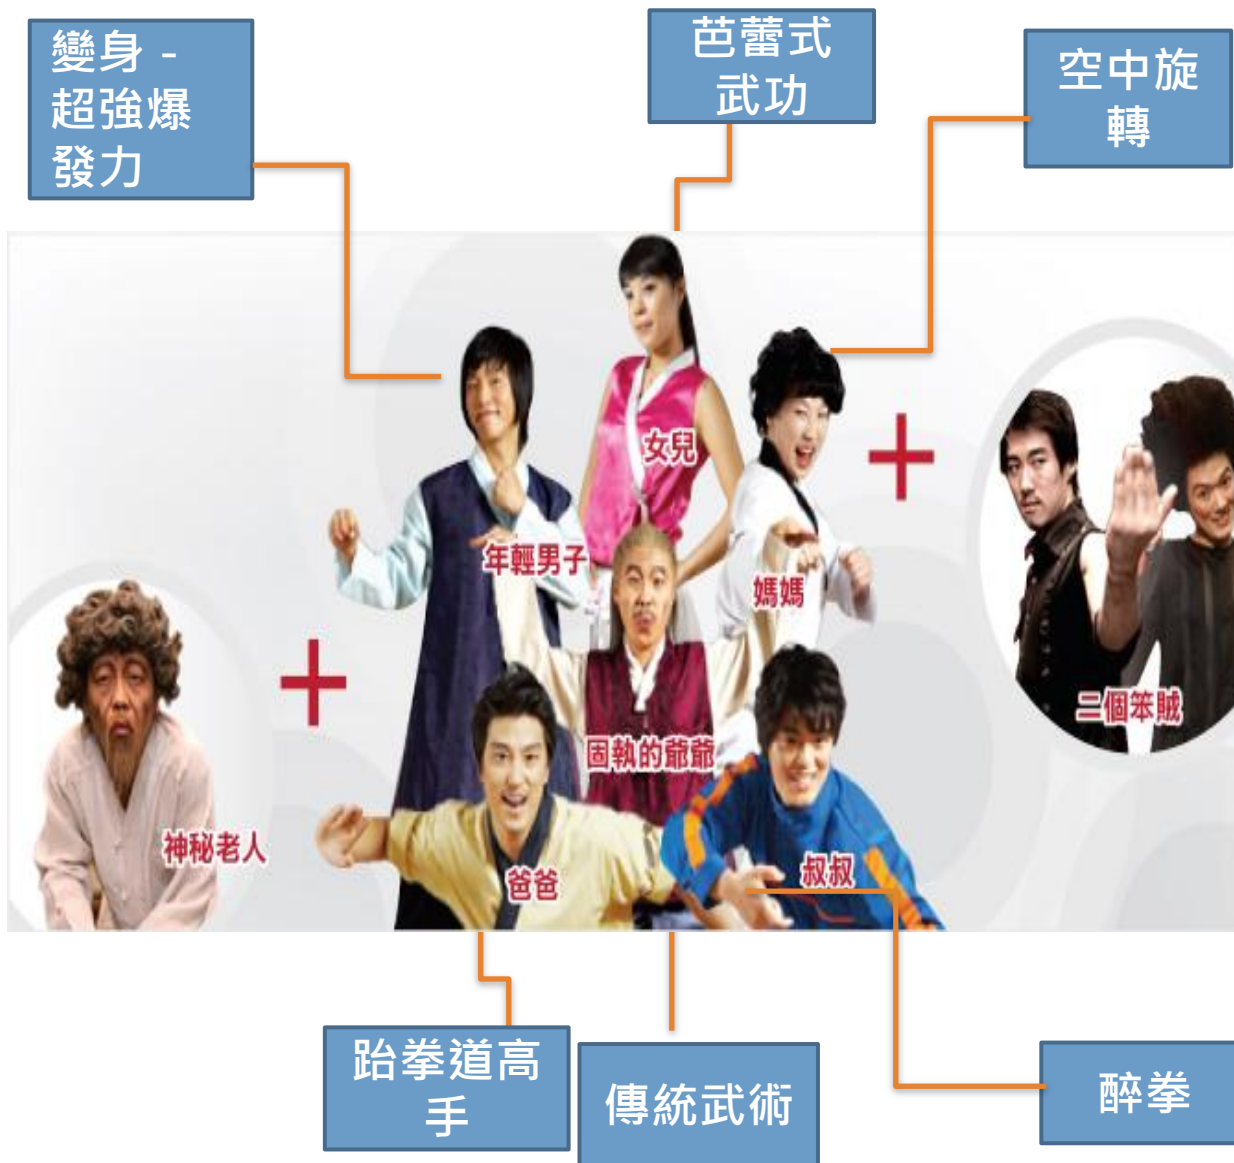 變身 -
超強爆
發力
芭蕾式
武功
空中旋
轉
女兒
年輕男子
媽媽
二個笨賊
固執的爺爺
神秘老人
爸爸
叔叔
跆拳道高
手
傳統武術
醉拳